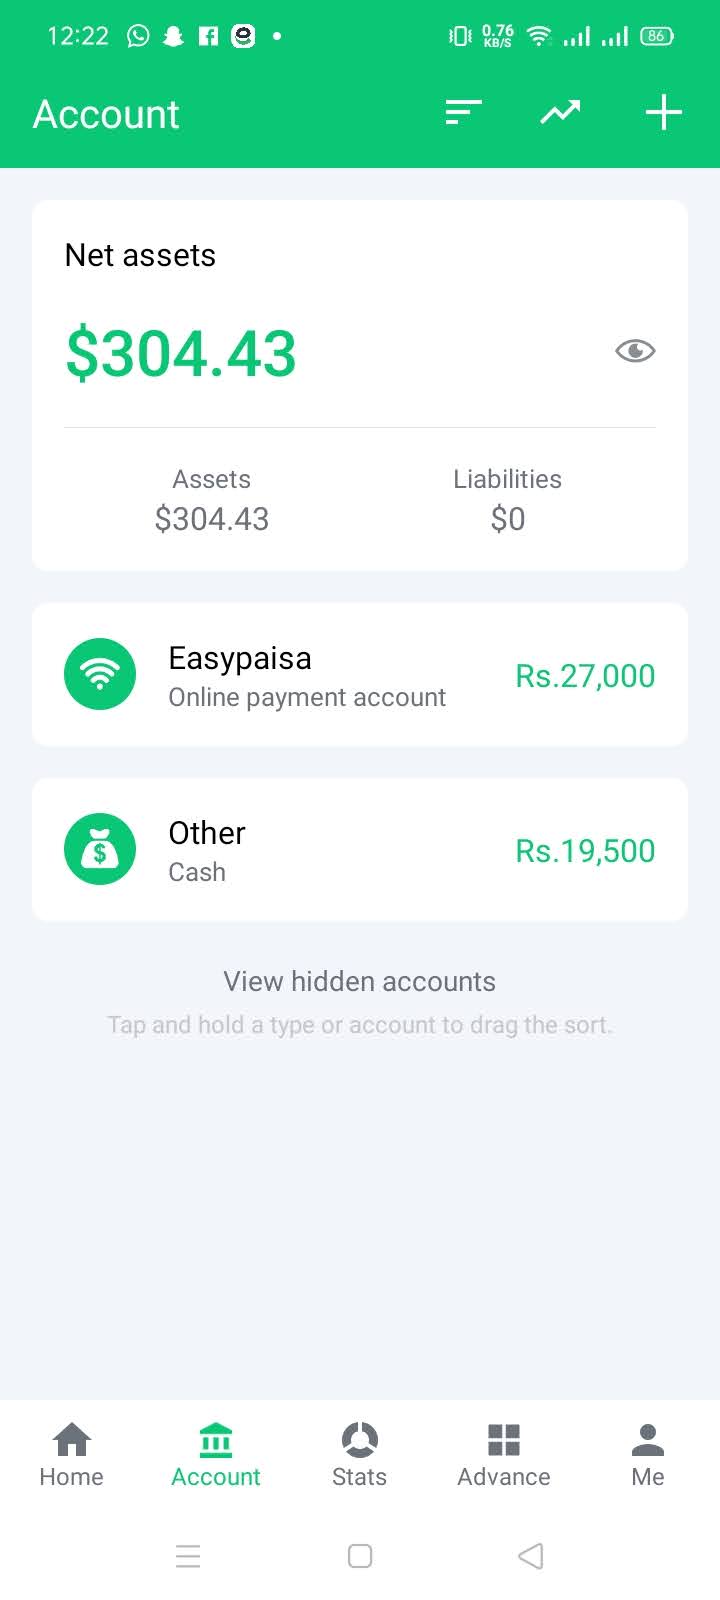 12:22 0.76 KB/S 86
Account
Net assets
$304.43
Assets Liabilities
$304.43 $0
Easypaisa
Online payment account
Rs.27,000
Other
Cash
Rs.19,500
View hidden accounts
Tap and hold a type or account to drag the sort.
Home Account Stats Advance Me